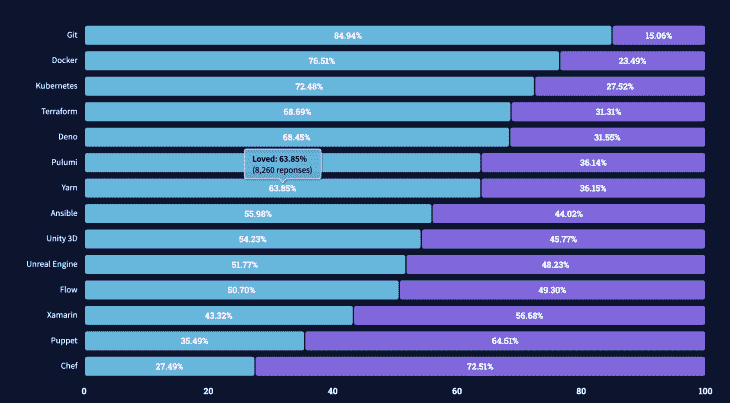 Git 84.94% 15.06%
Docker 76.51% 23.49%
Kubernetes 72.48% 27.52%
Terraform 68.69% 31.31%
Deno 68.45% 31.55%
Pulumi 36.14%
Loved: 63.85%
(8,260 reponses)
Yarn 63.85% 36.15%
Ansible 55.98% 44.02%
Unity 3D 54.23% 45.77%
Unreal Engine 51.77% 48.23%
Flow 50.70% 49.30%
Xamarin 43.32% 56.68%
Puppet 35.49% 64.51%
Chef 27.49% 72.51%
0 20 40 60 80 100